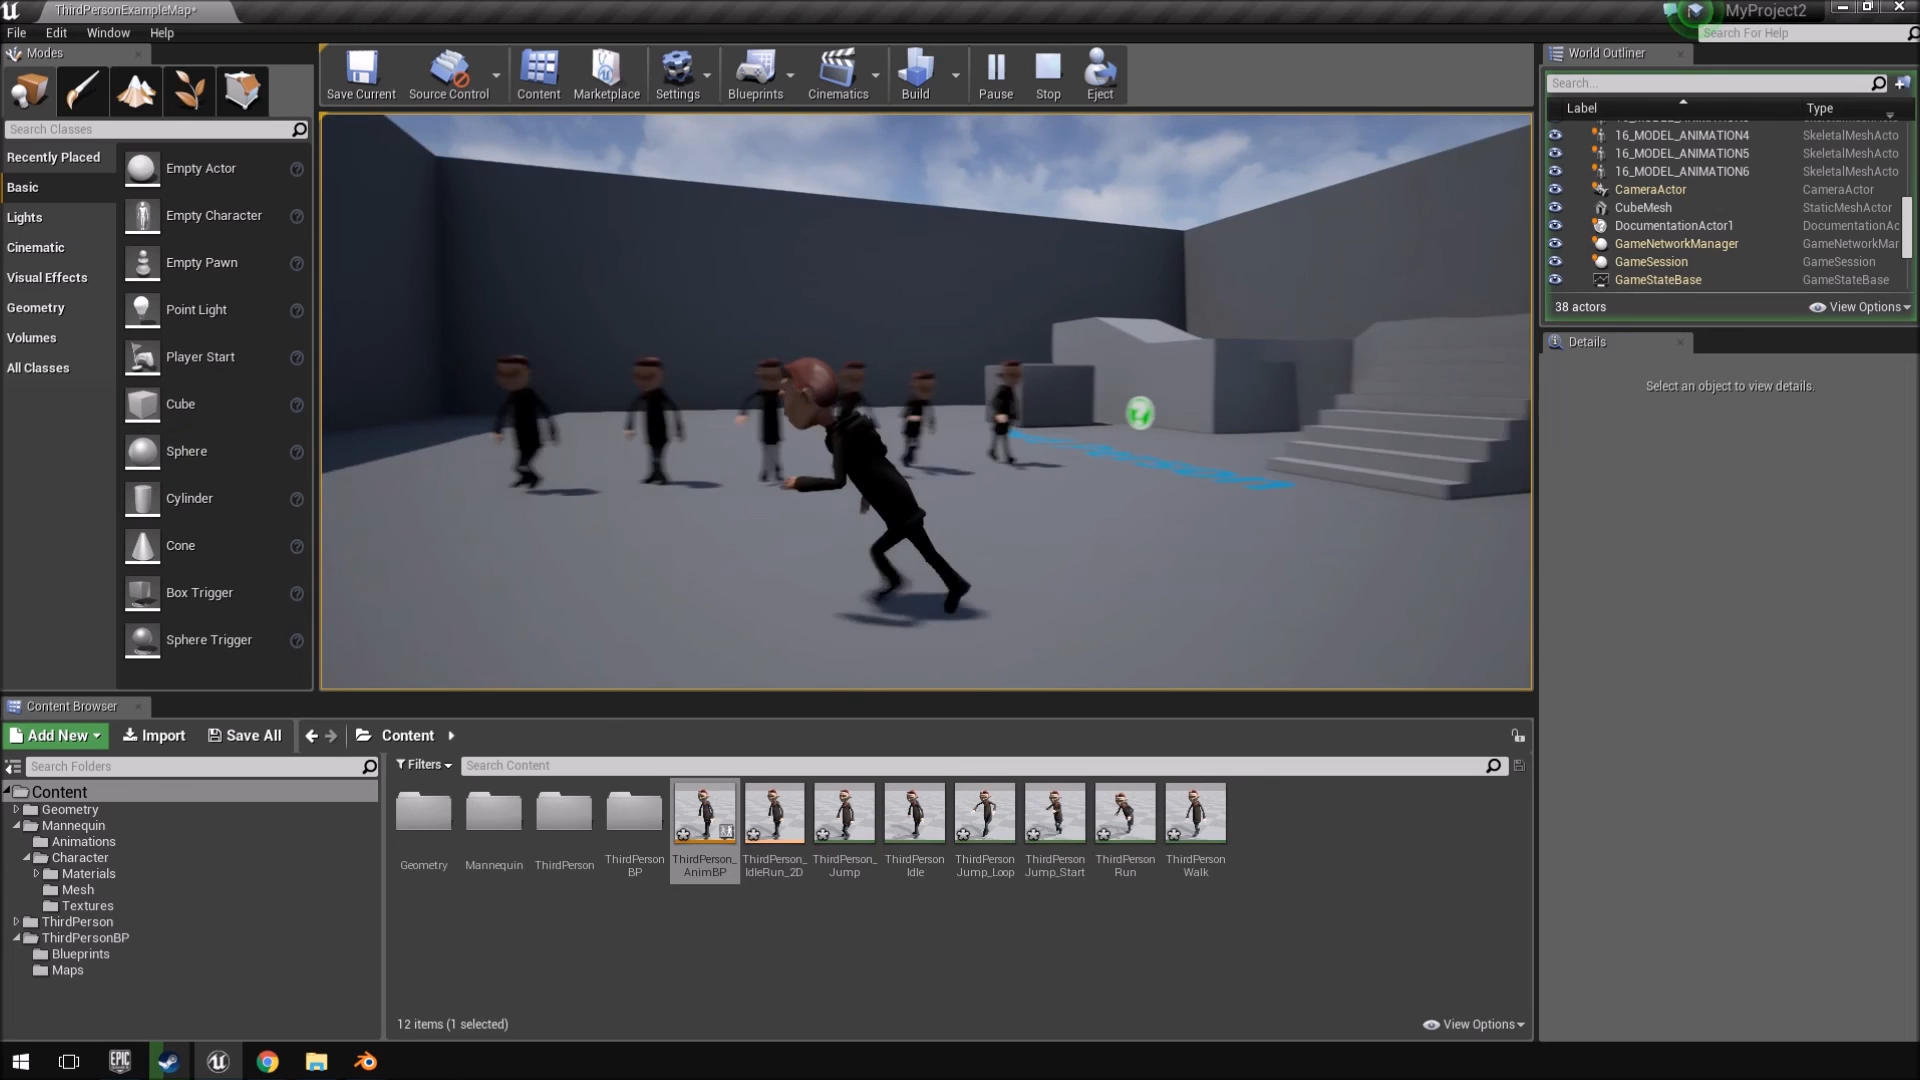 ThirdPersonExampleMap*
MyProject2
File Edit Window Help
Search For Help
Modes
Search Classes
Recently Placed
Basic
Lights
Cinematic
Visual Effects
Geometry
Volumes
All Classes
Empty Actor
Empty Character
Empty Pawn
Point Light
Player Start
Cube
Sphere
Cylinder
Cone
Box Trigger
Sphere Trigger
Save Current
Source Control
Content
Marketplace
Settings
Blueprints
Cinematics
Build
Pause
Stop
Eject
World Outliner
Search...
Label Type
16_MODEL_ANIMATION4 SkeletalMeshActo
16_MODEL_ANIMATION5 SkeletalMeshActo
16_MODEL_ANIMATION6 SkeletalMeshActo
CameraActor CameraActor
CubeMesh StaticMeshActor
DocumentationActor1 DocumentationAc
GameNetworkManager GameNetworkMar
GameSession GameSession
GameStateBase GameStateBase
38 actors View Options
Details
Select an object to view details.
Content Browser
Add New Import Save All Content
Search Folders
Content
Geometry
Mannequin
Animations
Character
Materials
Mesh
Textures
ThirdPerson
ThirdPersonBP
Blueprints
Maps
Filters Search Content
Geometry
Mannequin
ThirdPerson
ThirdPerson
BP
ThirdPerson_
AnimBP
ThirdPerson_
IdleRun_2D
ThirdPerson_
Jump
ThirdPerson
Idle
ThirdPerson
Jump_Loop
ThirdPerson
Jump_Start
ThirdPerson
Run
ThirdPerson
Walk
12 items (1 selected) View Options
EPIC